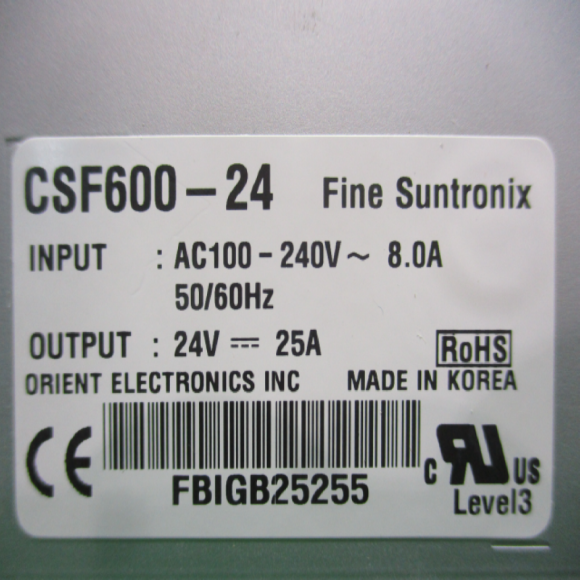 CSF600-24 Fine Suntronix
INPUT : AC100-240V~ 8.0A
50/60Hz
OUTPUT : 24V ⎓ 25A
RoHS
ORIENT ELECTRONICS INC MADE IN KOREA
CE
FBIGB25255
c RU US
Level3